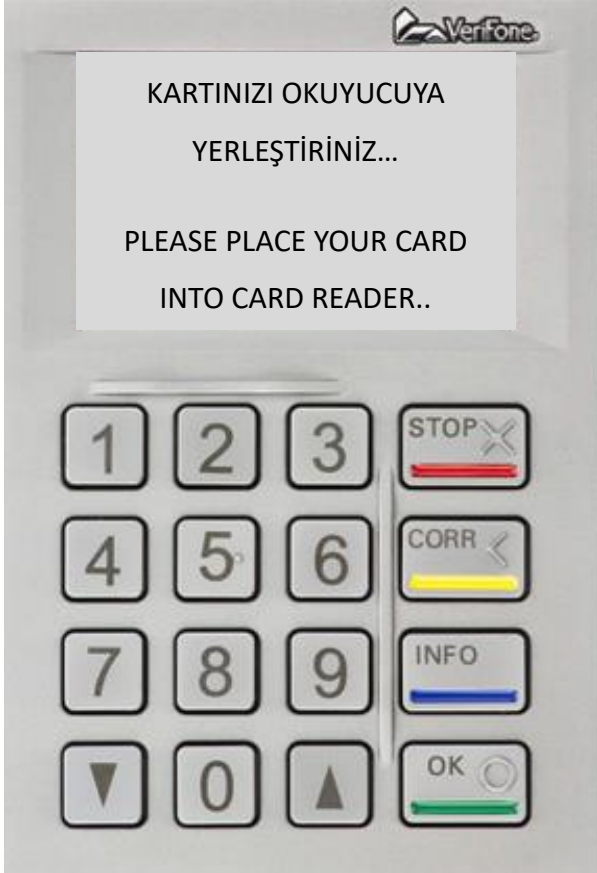 VeriFone.
KARTINIZI OKUYUCUYA
YERLEŞTİRİNİZ...
PLEASE PLACE YOUR CARD
INTO CARD READER..
1 2 3 STOP
4 5 6 CORR
7 8 9 INFO
0 OK